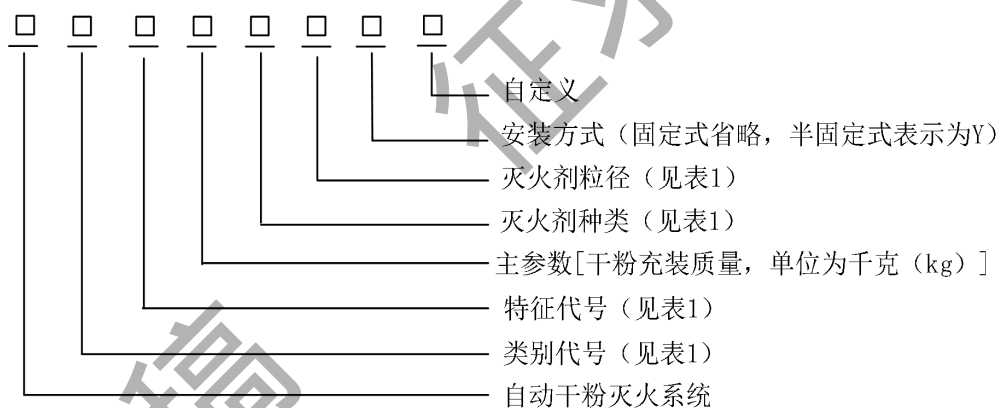 □ □ □ □ □ □ □ □
自定义
安装方式（固定式省略，半固定式表示为Y）
灭火剂粒径（见表1）
灭火剂种类（见表1）
主参数[干粉充装质量，单位为千克（kg）]
特征代号（见表1）
类别代号（见表1）
自动干粉灭火系统
征
稿